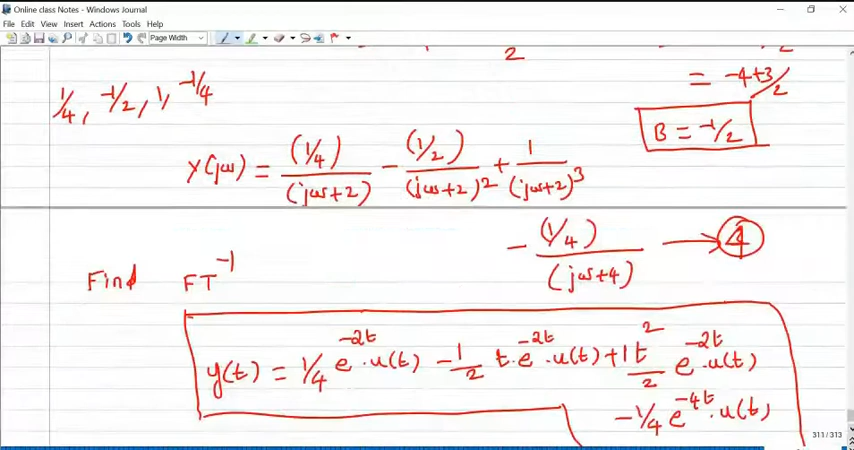 Online class Notes - Windows Journal
File Edit View Insert Actions Tools Help
Page Width
2
= -4+3/2
1/4, -1/2, 1, -1/4
B = -1/2
Y(jω) = (1/4)/(jω+2) - (1/2)/(jω+2)^2 + 1/(jω+2)^3
- (1/4)/(jω+4) → 4
Find FT^-1
y(t) = 1/4 e^-2t·u(t) - 1/2 t·e^-2t·u(t) + 1 t^2/2 e^-2t·u(t)
-1/4 e^-4t·u(t)
311 / 313